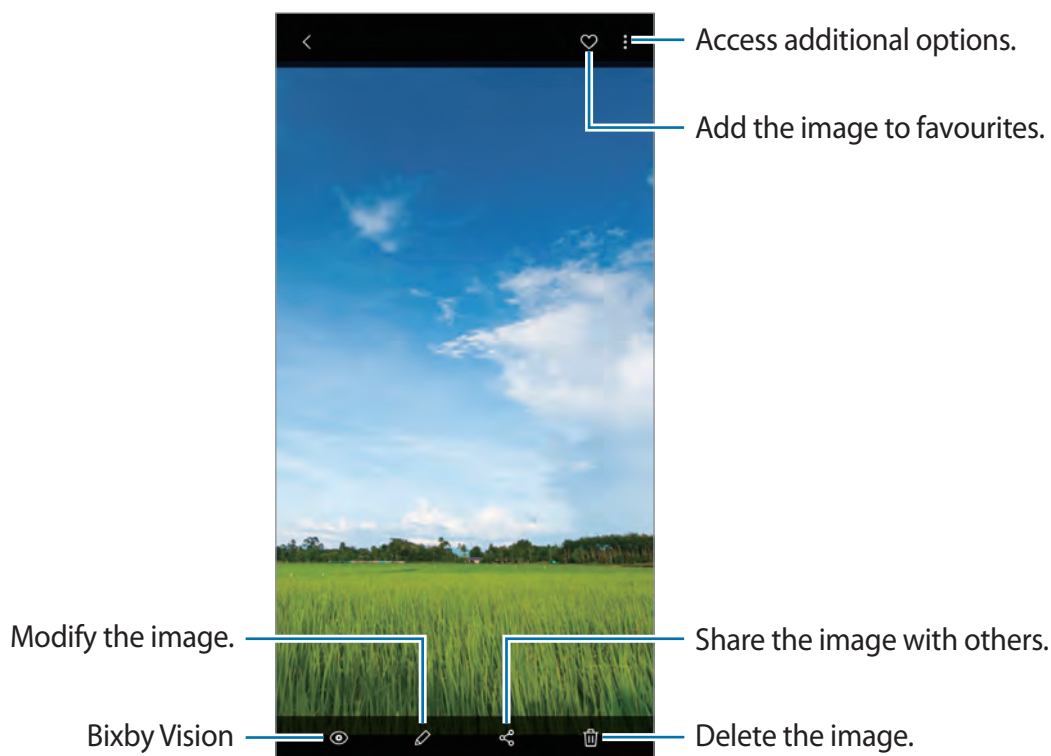 Access additional options.
Add the image to favourites.
Modify the image.
Share the image with others.
Bixby Vision
Delete the image.